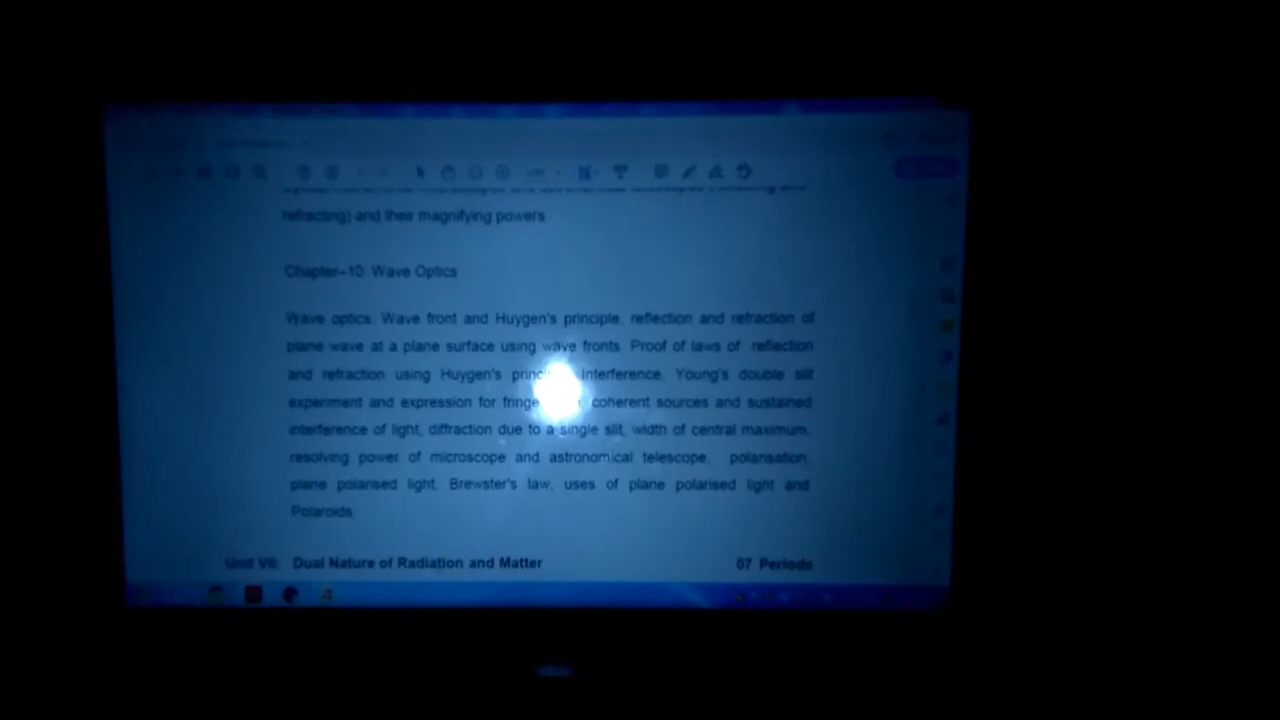 refracting) and their magnifying powers.
Chapter–10: Wave Optics
Wave optics: Wave front and Huygen's principle, reflection and refraction of
plane wave at a plane surface using wave fronts. Proof of laws of reflection
and refraction using Huygen's Interference, Young's double slit
experiment and expression for fringe coherent sources and sustained
interference of light, diffraction due to a single slit, width of central maximum,
resolving power of microscope and astronomical telescope, polarisation,
plane polarised light, Brewster's law, uses of plane polarised light and
Polaroids.
Unit VII: Dual Nature of Radiation and Matter 07 Periods